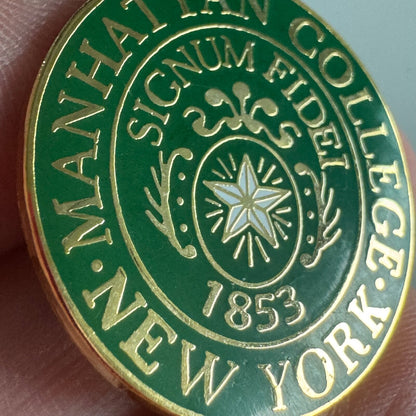 MANHATTAN COLLEGE
SIGNUM FIDEI
1853
· NEW YORK ·